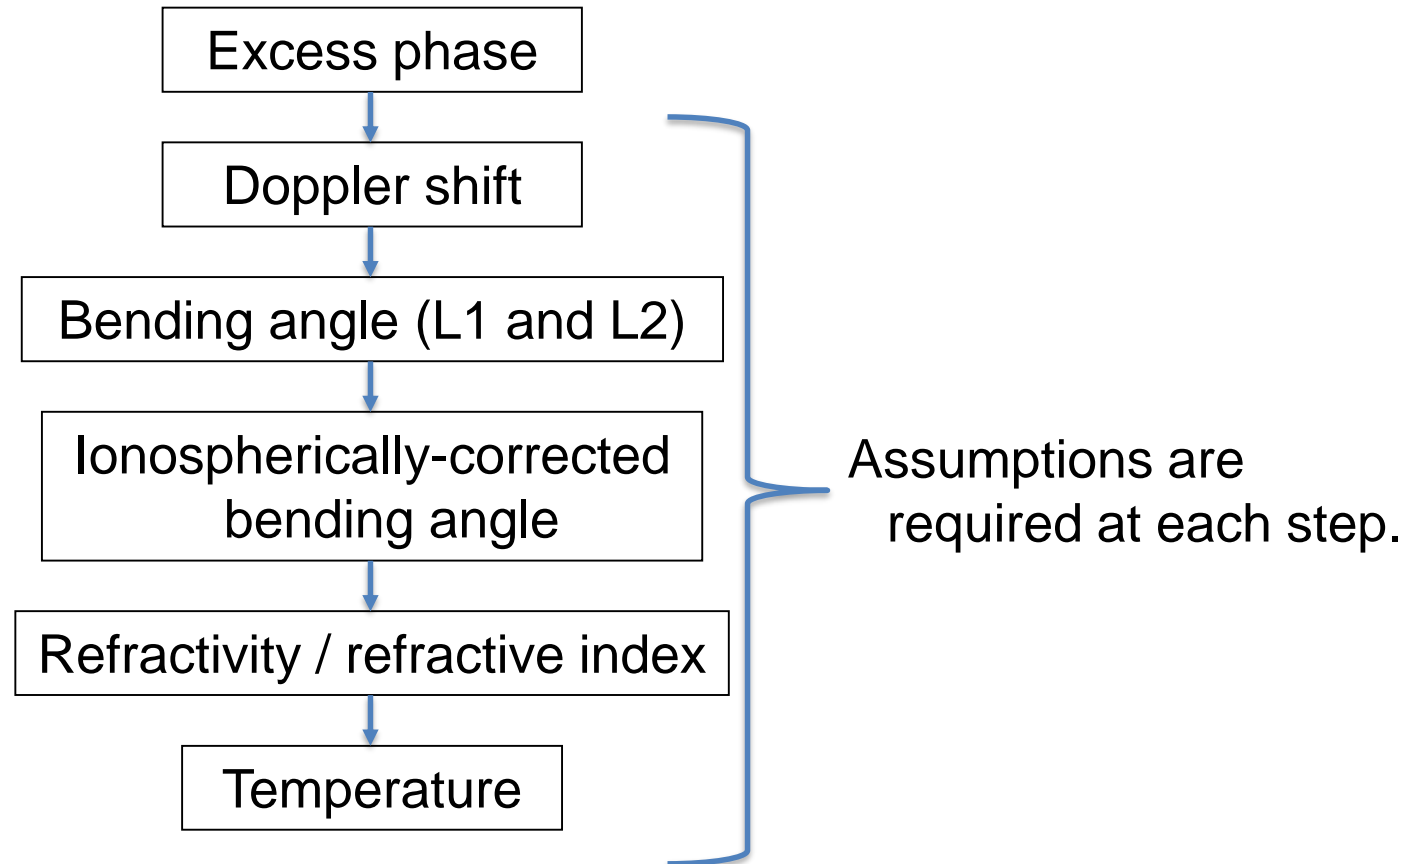 Excess phase
Doppler shift
Bending angle (L1 and L2)
Ionospherically-corrected
bending angle
Refractivity / refractive index
Temperature
Assumptions are
required at each step.